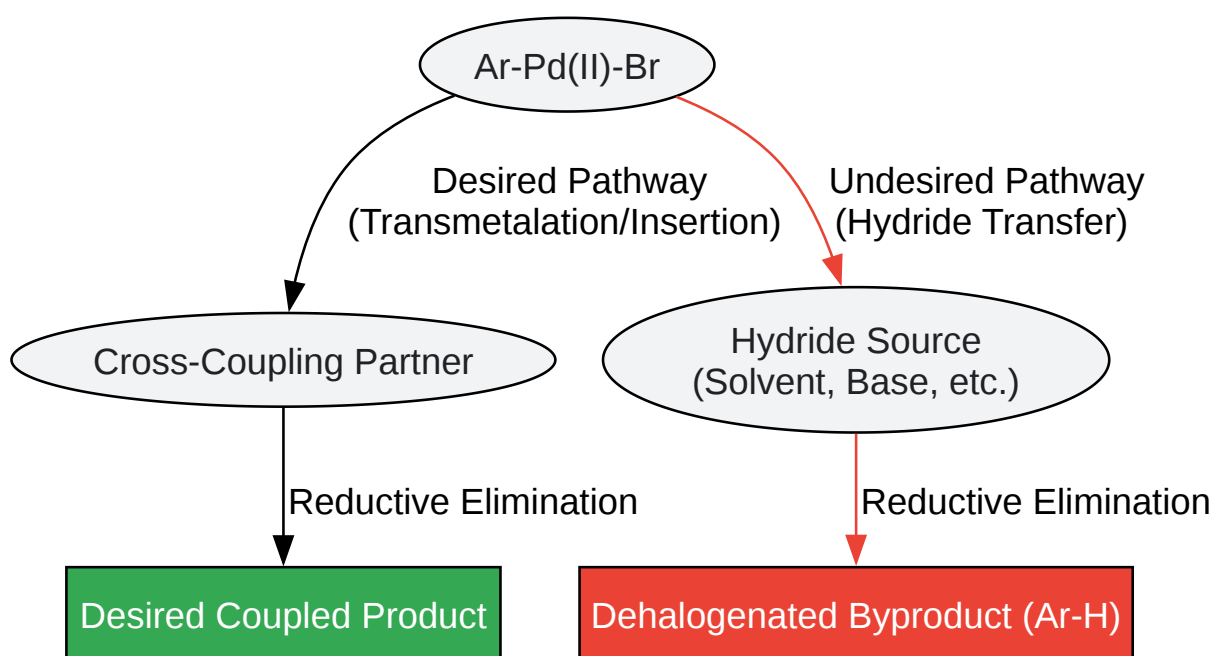 Ar-Pd(II)-Br
Desired Pathway
(Transmetalation/Insertion)
Undesired Pathway
(Hydride Transfer)
Cross-Coupling Partner
Hydride Source
(Solvent, Base, etc.)
Reductive Elimination
Reductive Elimination
Desired Coupled Product
Dehalogenated Byproduct (Ar-H)